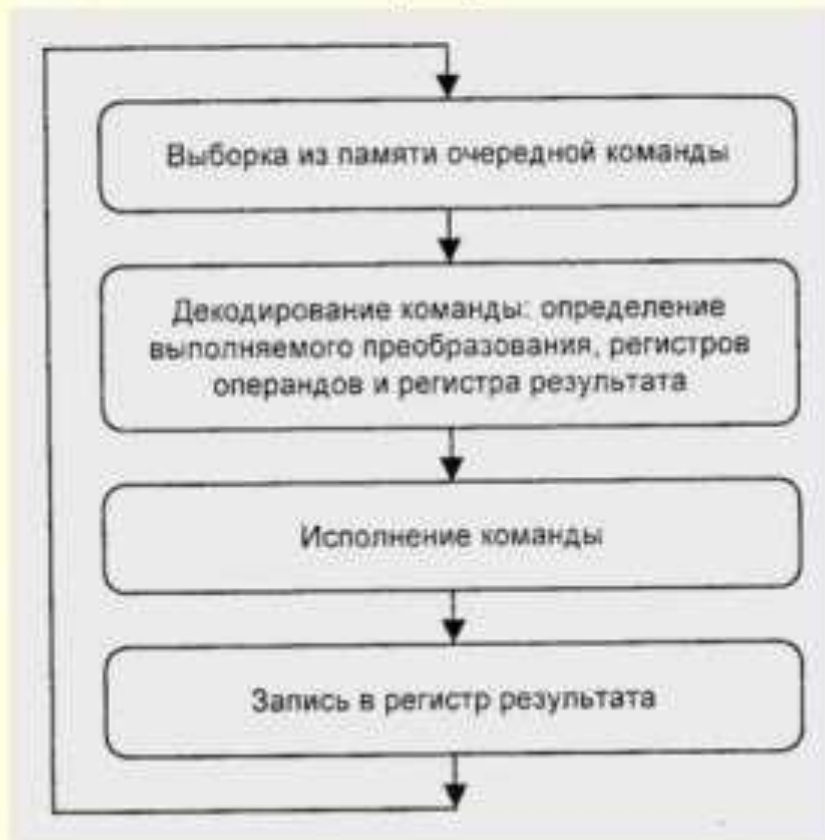 Выборка из памяти очередной команды
Декодирование команды: определение
выполняемого преобразования, регистров
операндов и регистра результата
Исполнение команды
Запись в регистр результата